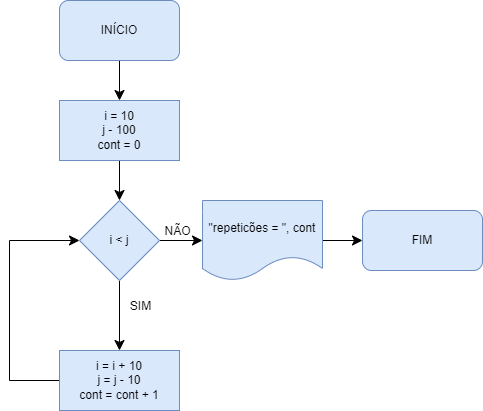 INÍCIO
i = 10
j - 100
cont = 0
i < j
NÃO
"repeticões = ", cont
FIM
SIM
i = i + 10
j = j - 10
cont = cont + 1